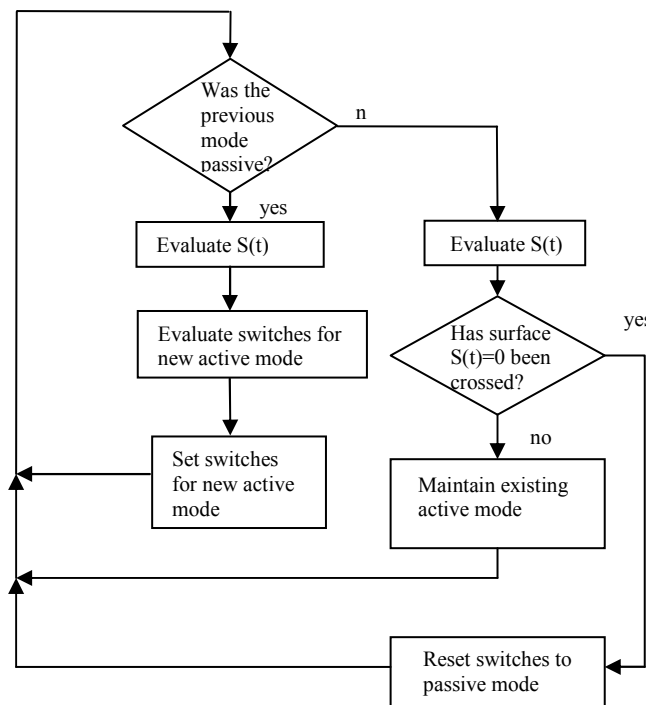 Was the
previous
mode
passive?
n
yes
Evaluate S(t)
Evaluate S(t)
Evaluate switches for
new active mode
Has surface
S(t)=0 been
crossed?
yes
no
Set switches
for new active
mode
Maintain existing
active mode
Reset switches to
passive mode